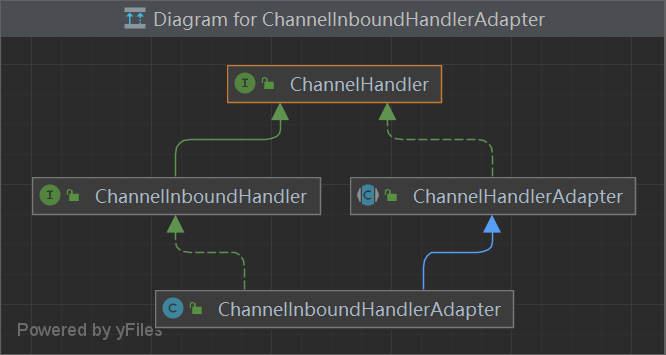 Diagram for ChannelInboundHandlerAdapter
I ChannelHandler
I ChannelInboundHandler
C ChannelHandlerAdapter
C ChannelInboundHandlerAdapter
Powered by yFiles